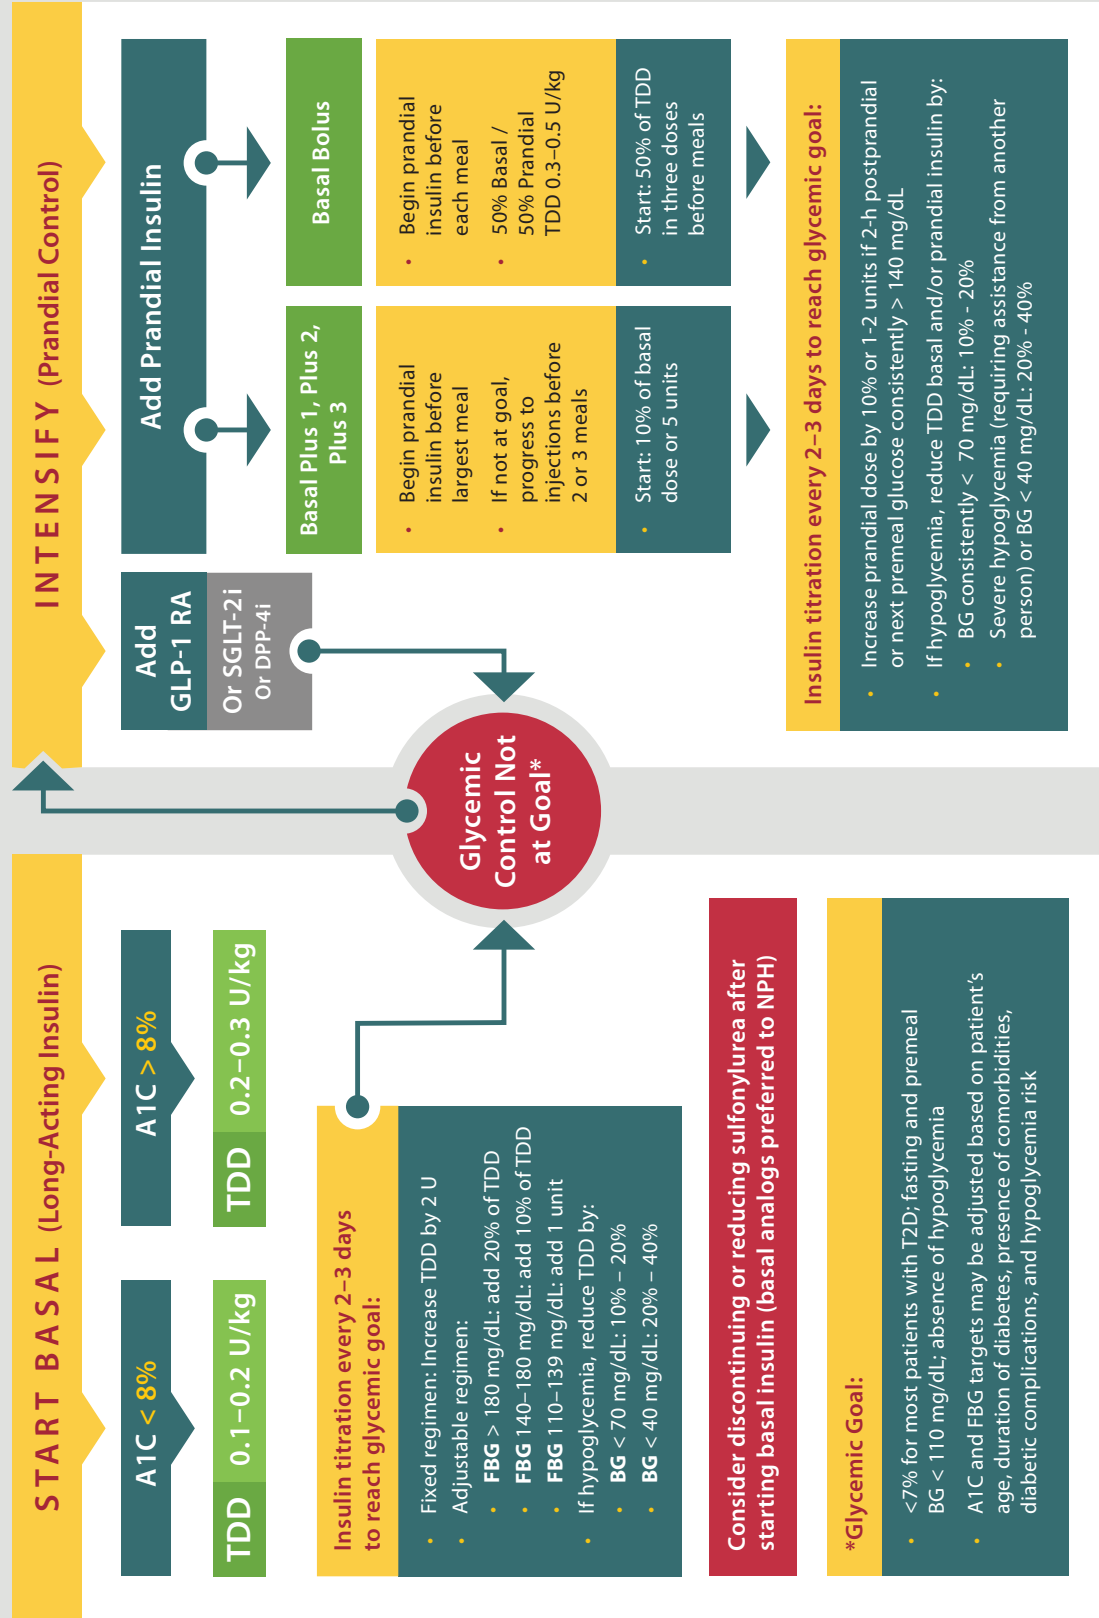 START BASAL (Long-Acting Insulin)
A1C < 8%
A1C > 8%
TDD 0.1–0.2 U/kg
TDD 0.2–0.3 U/kg
Insulin titration every 2–3 days
to reach glycemic goal:
• Fixed regimen: Increase TDD by 2 U
• Adjustable regimen:
• FBG > 180 mg/dL: add 20% of TDD
• FBG 140–180 mg/dL: add 10% of TDD
• FBG 110–139 mg/dL: add 1 unit
• If hypoglycemia, reduce TDD by:
• BG < 70 mg/dL: 10% – 20%
• BG < 40 mg/dL: 20% – 40%
Consider discontinuing or reducing sulfonylurea after
starting basal insulin (basal analogs preferred to NPH)
*Glycemic Goal:
• <7% for most patients with T2D; fasting and premeal
BG < 110 mg/dL; absence of hypoglycemia
• A1C and FBG targets may be adjusted based on patient’s
age, duration of diabetes, presence of comorbidities,
diabetic complications, and hypoglycemia risk
Glycemic
Control Not
at Goal*
INTENSIFY (Prandial Control)
Add
GLP-1 RA
Or SGLT-2i
Or DPP-4i
Add Prandial Insulin
Basal Plus 1, Plus 2,
Plus 3
• Begin prandial
insulin before
largest meal
• If not at goal,
progress to
injections before
2 or 3 meals
• Start: 10% of basal
dose or 5 units
Basal Bolus
• Begin prandial
insulin before
each meal
• 50% Basal /
50% Prandial
TDD 0.3–0.5 U/kg
• Start: 50% of TDD
in three doses
before meals
Insulin titration every 2–3 days to reach glycemic goal:
• Increase prandial dose by 10% or 1-2 units if 2-h postprandial
or next premeal glucose consistently > 140 mg/dL
• If hypoglycemia, reduce TDD basal and/or prandial insulin by:
• BG consistently < 70 mg/dL: 10% - 20%
• Severe hypoglycemia (requiring assistance from another
person) or BG < 40 mg/dL: 20% - 40%